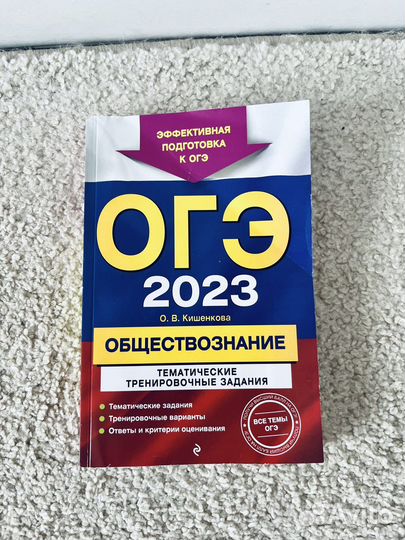 ЭФФЕКТИВНАЯ
ПОДГОТОВКА
К ОГЭ
ОГЭ
2023
О. В. Кишенкова
ОБЩЕСТВОЗНАНИЕ
ТЕМАТИЧЕСКИЕ
ТРЕНИРОВОЧНЫЕ ЗАДАНИЯ
• Тематические задания
• Тренировочные варианты
• Ответы и критерии оценивания
ВСЕ ТЕМЫ
ОГЭ
Avito